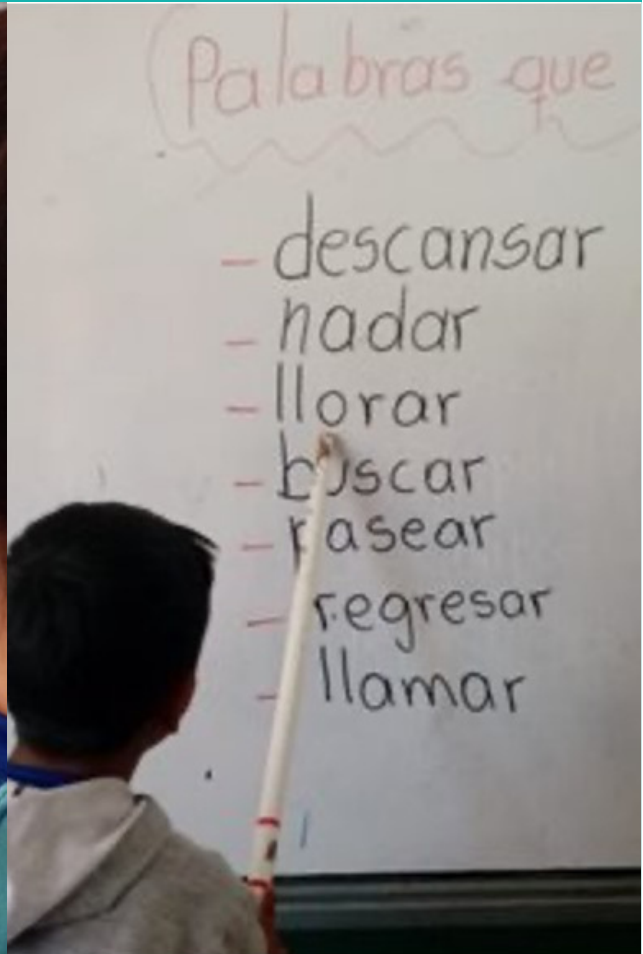 Palabras que
- descansar
- nadar
- llorar
- buscar
- pasear
- regresar
- llamar